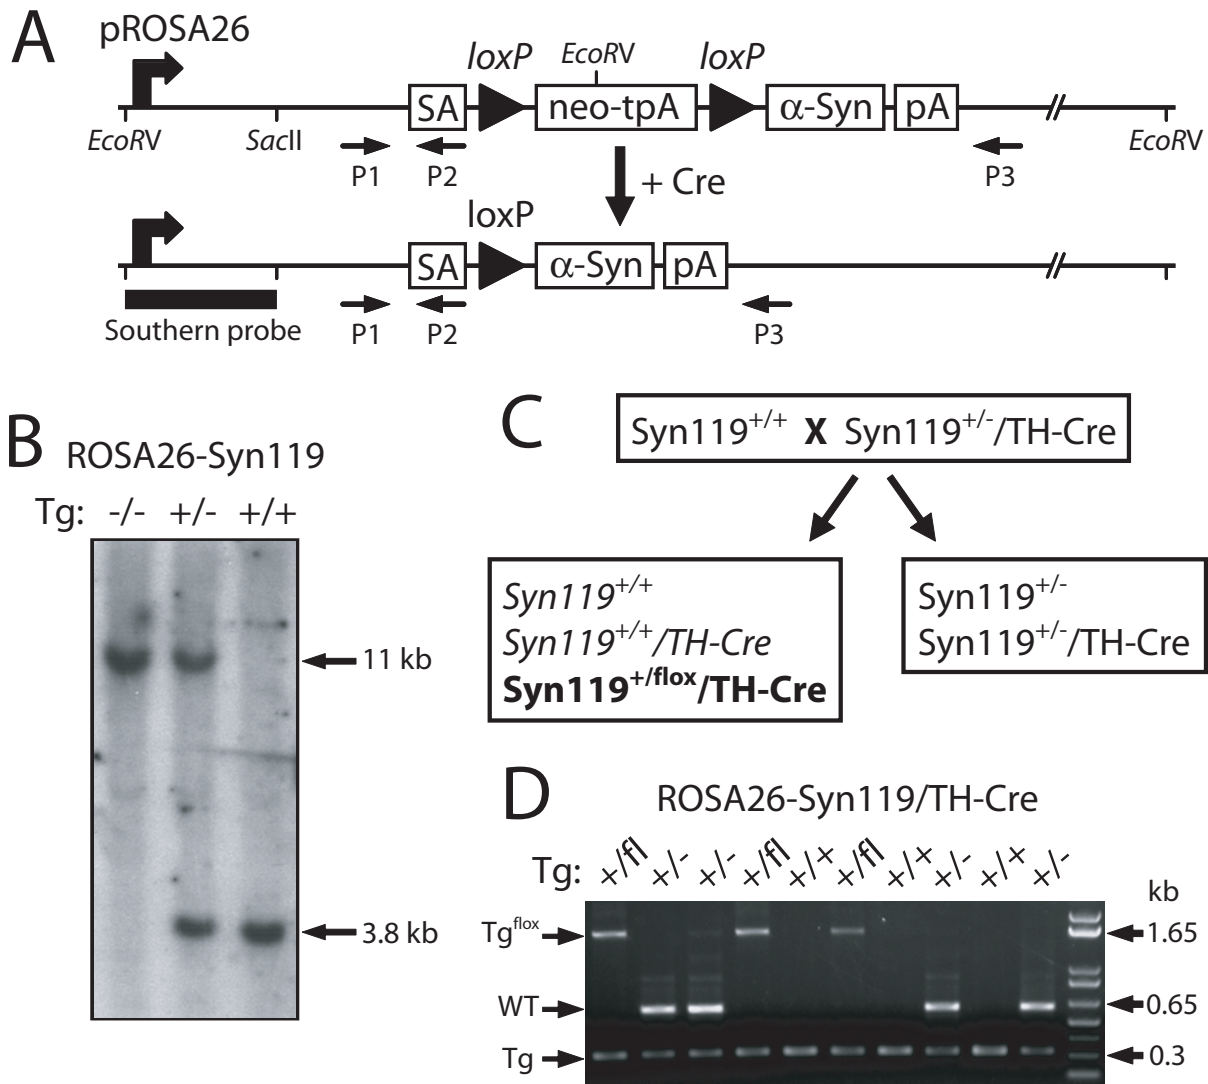 A
pROSA26
loxP EcoRV loxP
SA neo-tpA α-Syn pA
EcoRV SacII EcoRV
P1 P2 P3
+ Cre
loxP
SA α-Syn pA
Southern probe P1 P2 P3
B
ROSA26-Syn119
Tg: -/- +/- +/+
11 kb
3.8 kb
C
Syn119+/+ X Syn119+/-/TH-Cre
Syn119+/+
Syn119+/+/TH-Cre
Syn119+/flox/TH-Cre
Syn119+/-
Syn119+/-/TH-Cre
D
ROSA26-Syn119/TH-Cre
Tg: +/fl +/- +/- +/fl +/+ +/fl +/+ +/- +/+ +/-
kb
Tgflox 1.65
WT 0.65
Tg 0.3